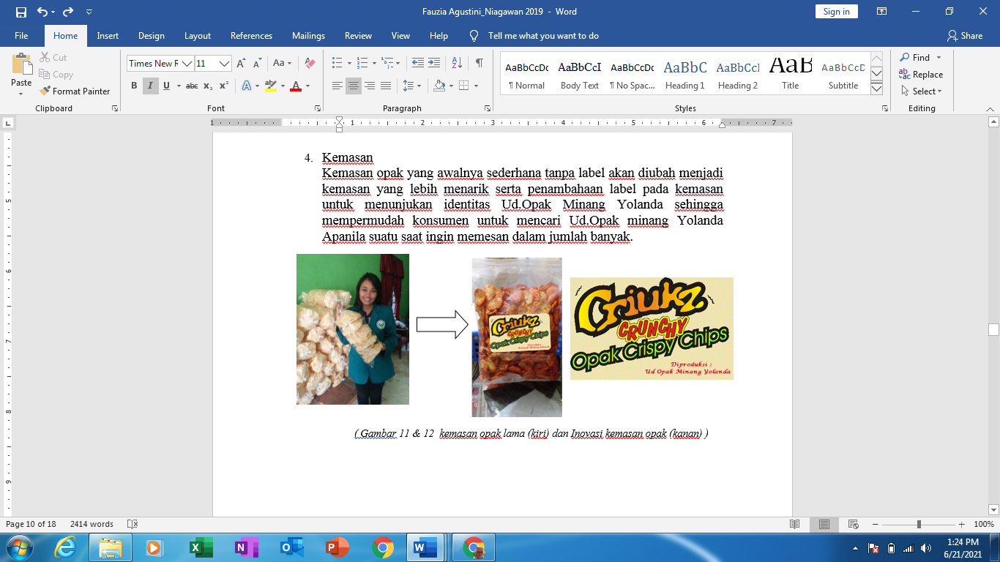 Fauzia Agustini_Niagawan 2019 - Word
Sign in
File Home Insert Design Layout References Mailings Review View Help Tell me what you want to do Share
Paste
Cut
Copy
Format Painter
Clipboard
Times New R 11
Font
Paragraph
AaBbCcDc AaBbCcI AaBbCcDc AaBbC AaBbCcI AaB AaBbCcD
¶ Normal Body Text ¶ No Spac... Heading 1 Heading 2 Title Subtitle
Styles
Find
Replace
Select
Editing
4. Kemasan
Kemasan opak yang awalnya sederhana tanpa label akan diubah menjadi
kemasan yang lebih menarik serta penambahaan label pada kemasan
untuk menunjukan identitas Ud.Opak Minang Yolanda sehingga
mempermudah konsumen untuk mencari Ud.Opak minang Yolanda
Apanila suatu saat ingin memesan dalam jumlah banyak.
Criukz
CRUNCHY
Opak Crispy Chips
Diproduksi :
Ud Opak Minang Yolanda
Criukz
CRUNCHY
Opak Crispy Chips
Diproduksi :
Ud Opak Minang Yolanda
( Gambar 11 & 12 kemasan opak lama (kiri) dan Inovasi kemasan opak (kanan) )
Page 10 of 18 2414 words 100%
1:24 PM
6/21/2021